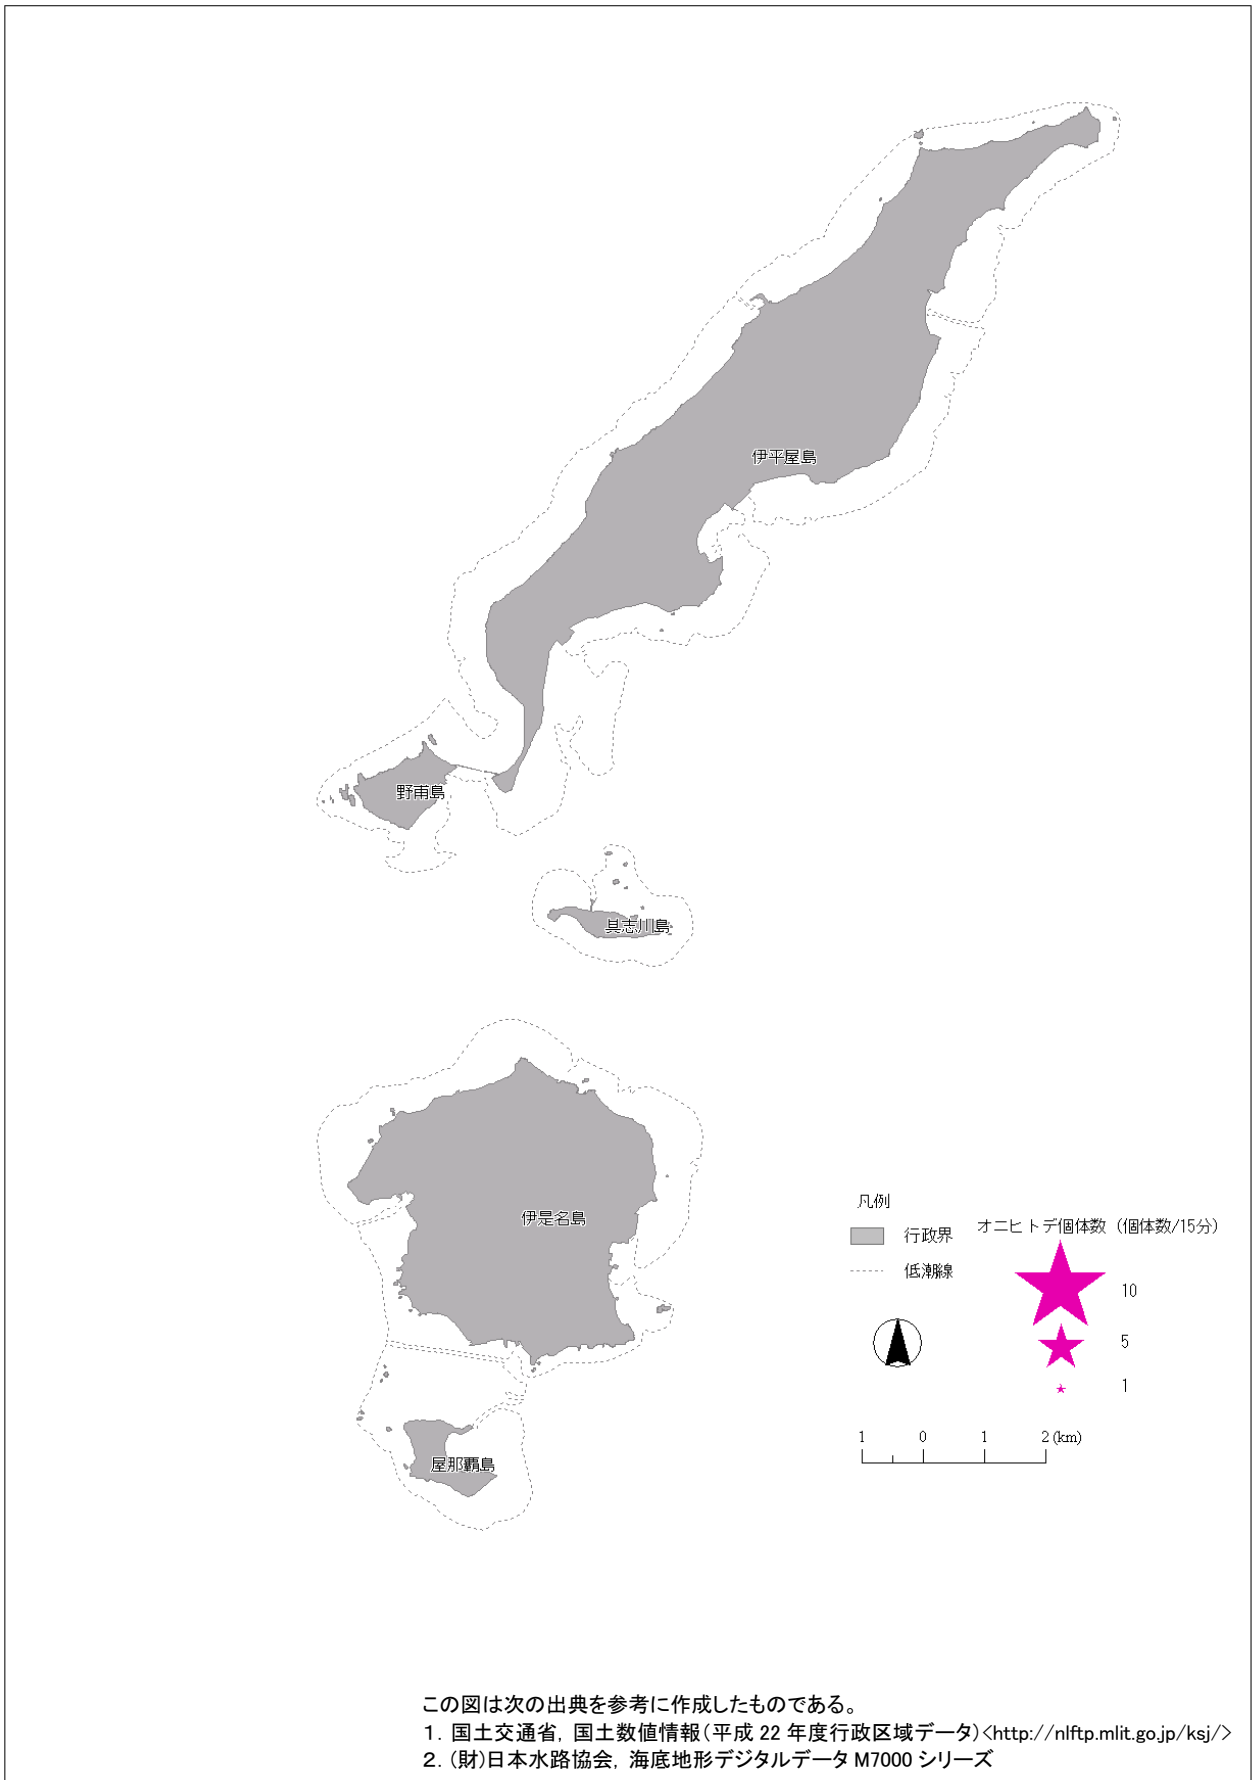 伊平屋島
野甫島
具志川島
伊是名島
屋那覇島
凡例
行政界
低潮線
オニヒトデ個体数 (個体数/15分)
10
5
1
1 0 1 2(km)
この図は次の出典を参考に作成したものである。
1. 国土交通省, 国土数値情報(平成 22 年度行政区域データ)<http://nlftp.mlit.go.jp/ksj/>
2. (財)日本水路協会, 海底地形デジタルデータ M7000 シリーズ